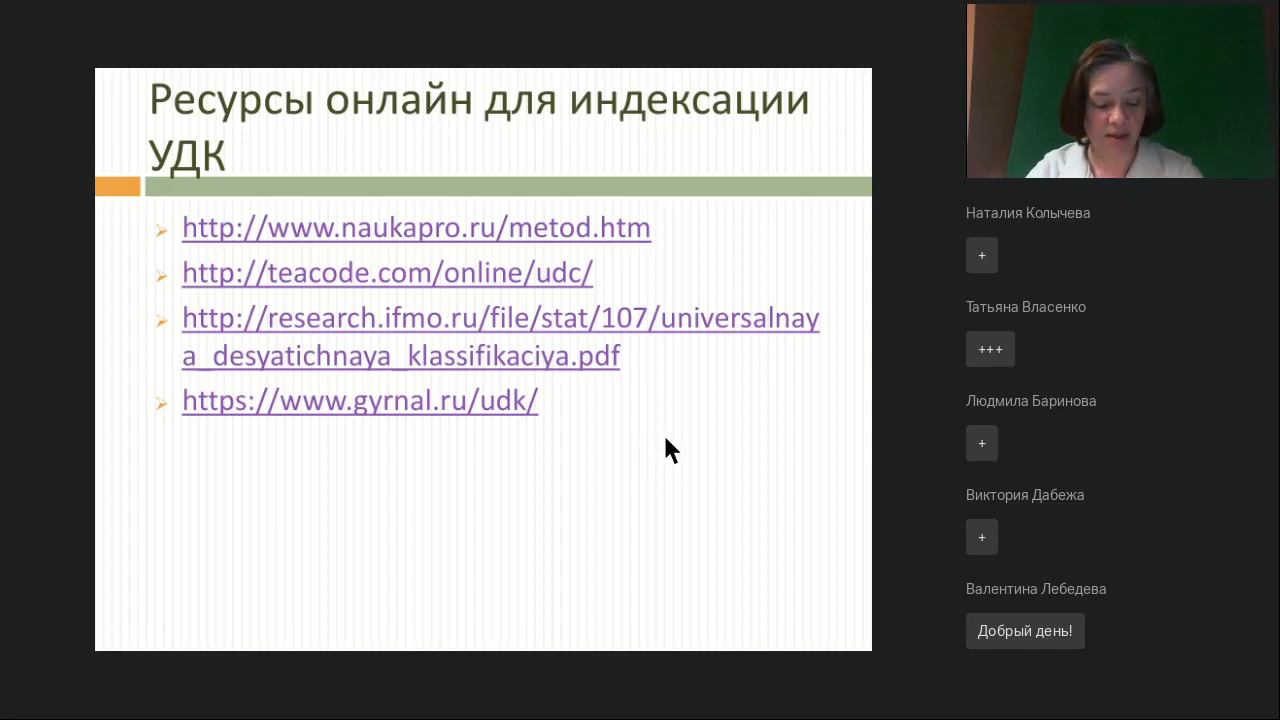 Ресурсы онлайн для индексации
УДК
http://www.naukapro.ru/metod.htm
http://teacode.com/online/udc/
http://research.ifmo.ru/file/stat/107/universalnay
a_desyatichnaya_klassifikaciya.pdf
https://www.gyrnal.ru/udk/
Наталия Колычева
+
Татьяна Власенко
+++
Людмила Баринова
+
Виктория Дабежа
+
Валентина Лебедева
Добрый день!